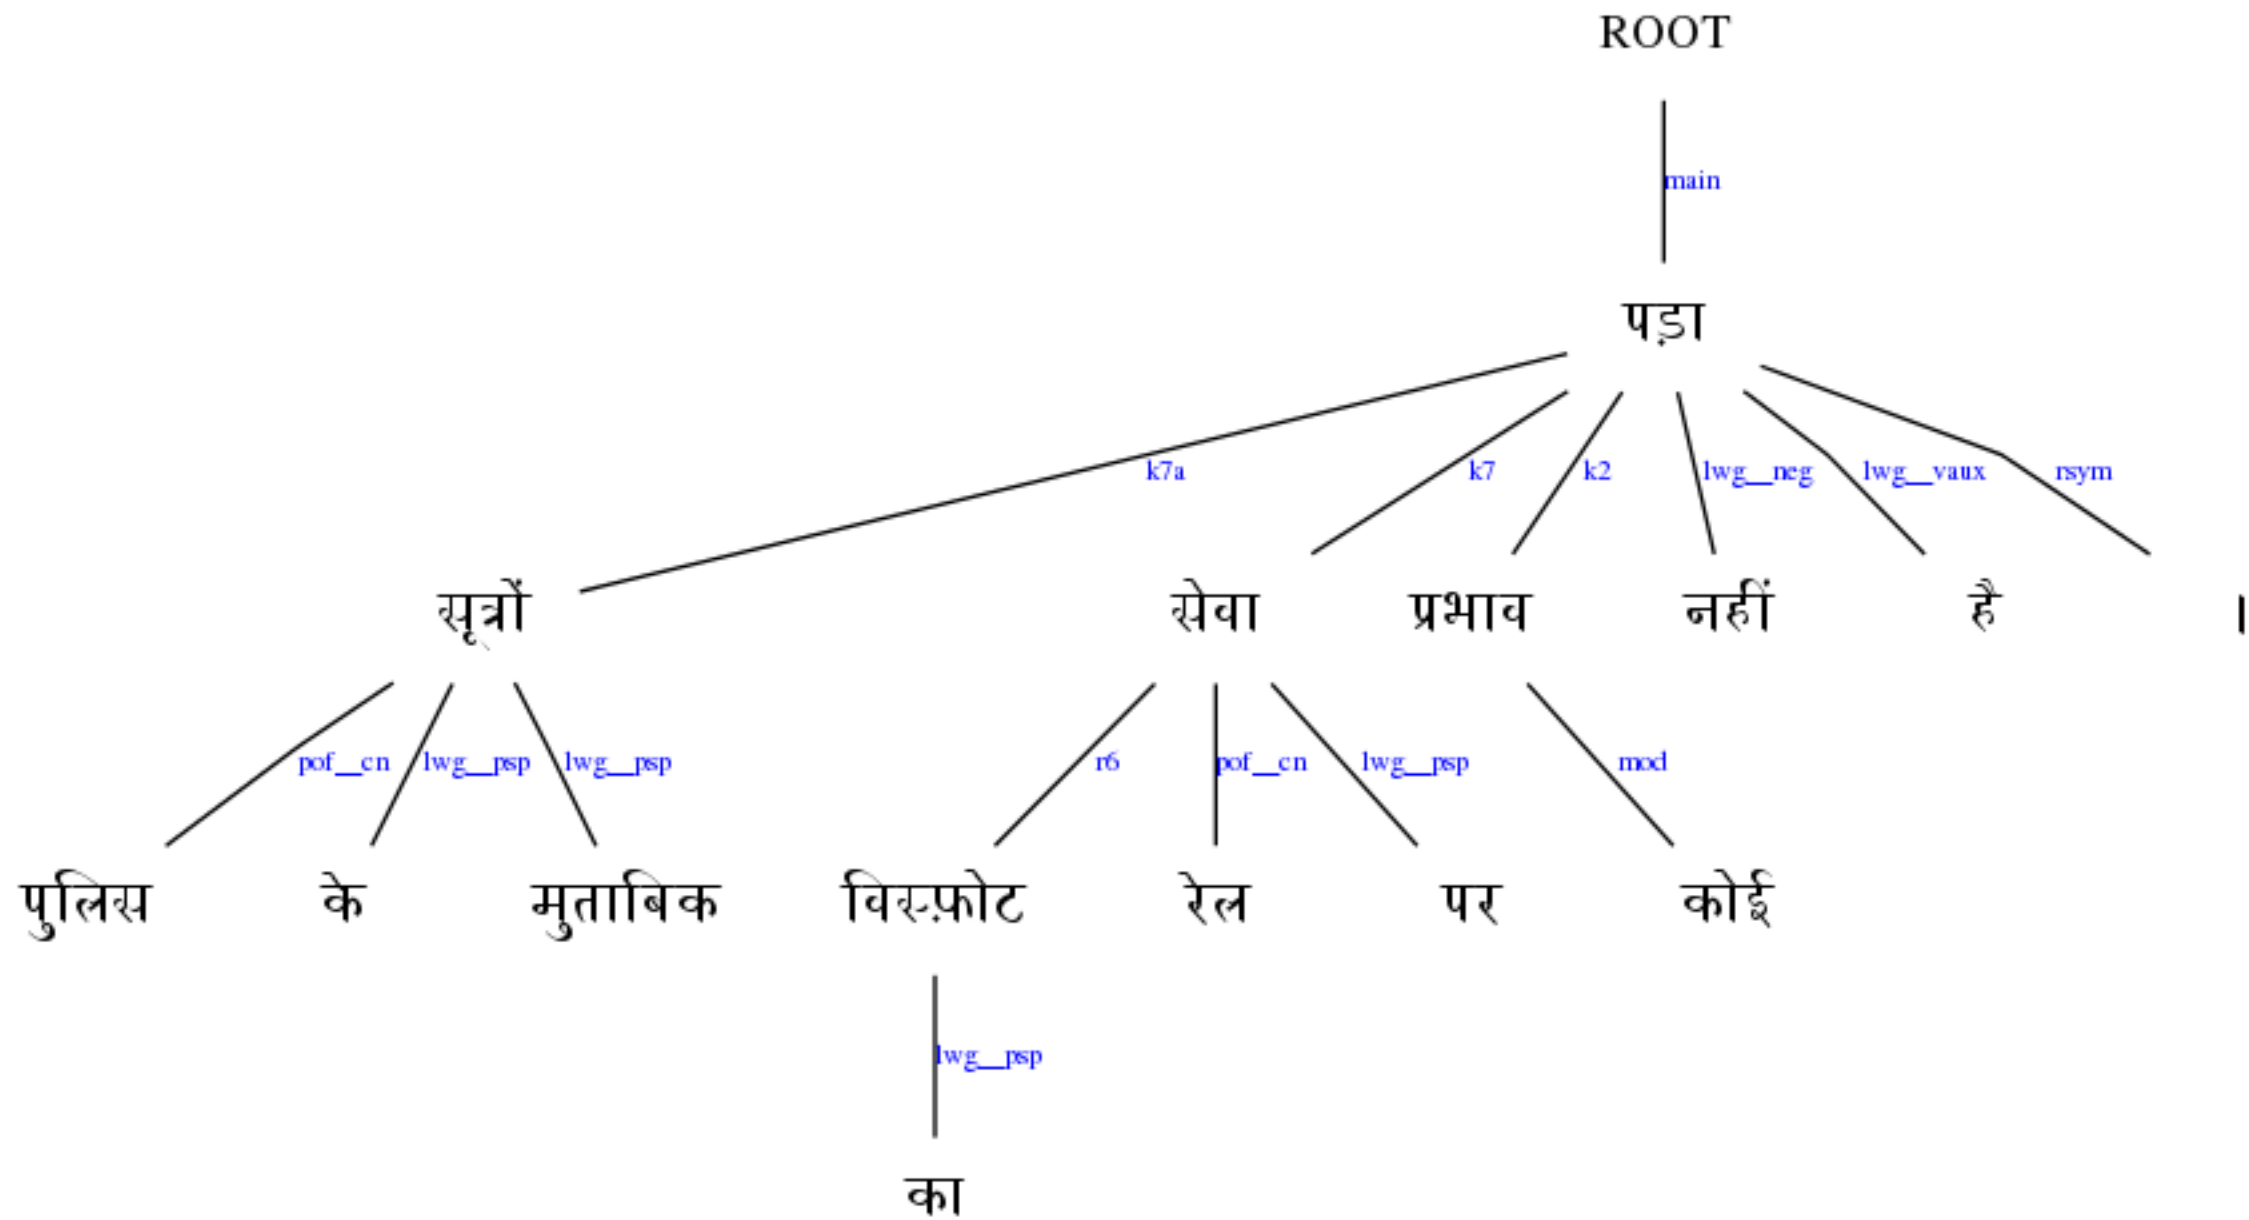 ROOT
main
पड़ा
k7a k7 k2 lwg__neg lwg__vaux rsym
सूत्रों सेवा प्रभाव नहीं है ।
pof__cn lwg__psp lwg__psp r6 pof__cn lwg__psp mod
पुलिस के मुताबिक विस्फ़ोट रेल पर कोई
lwg__psp
का